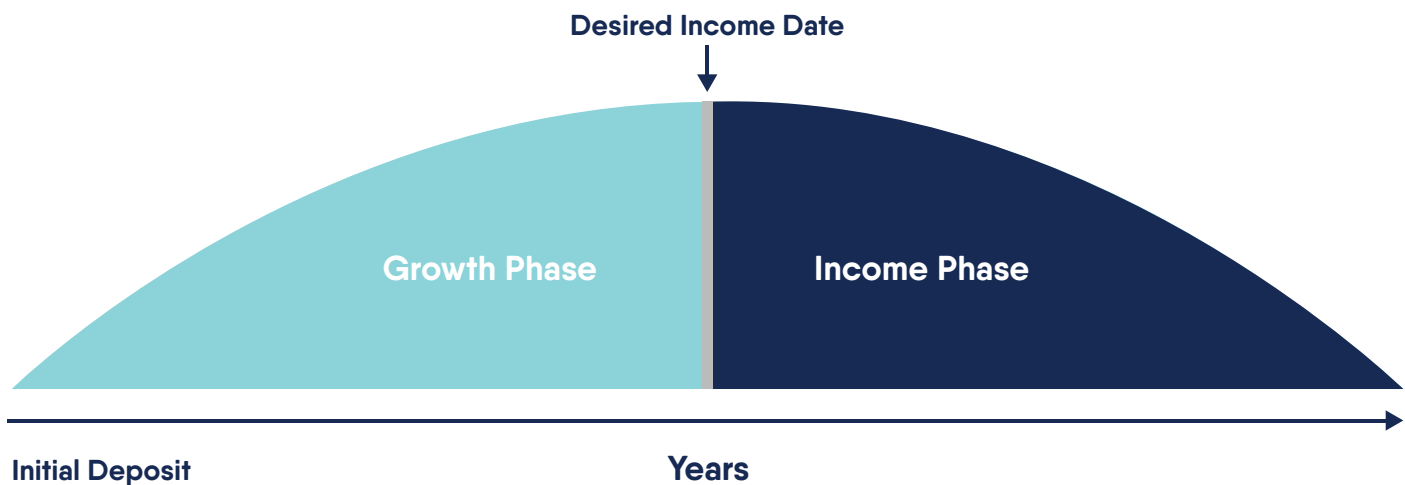 Desired Income Date
Growth Phase
Income Phase
Initial Deposit
Years